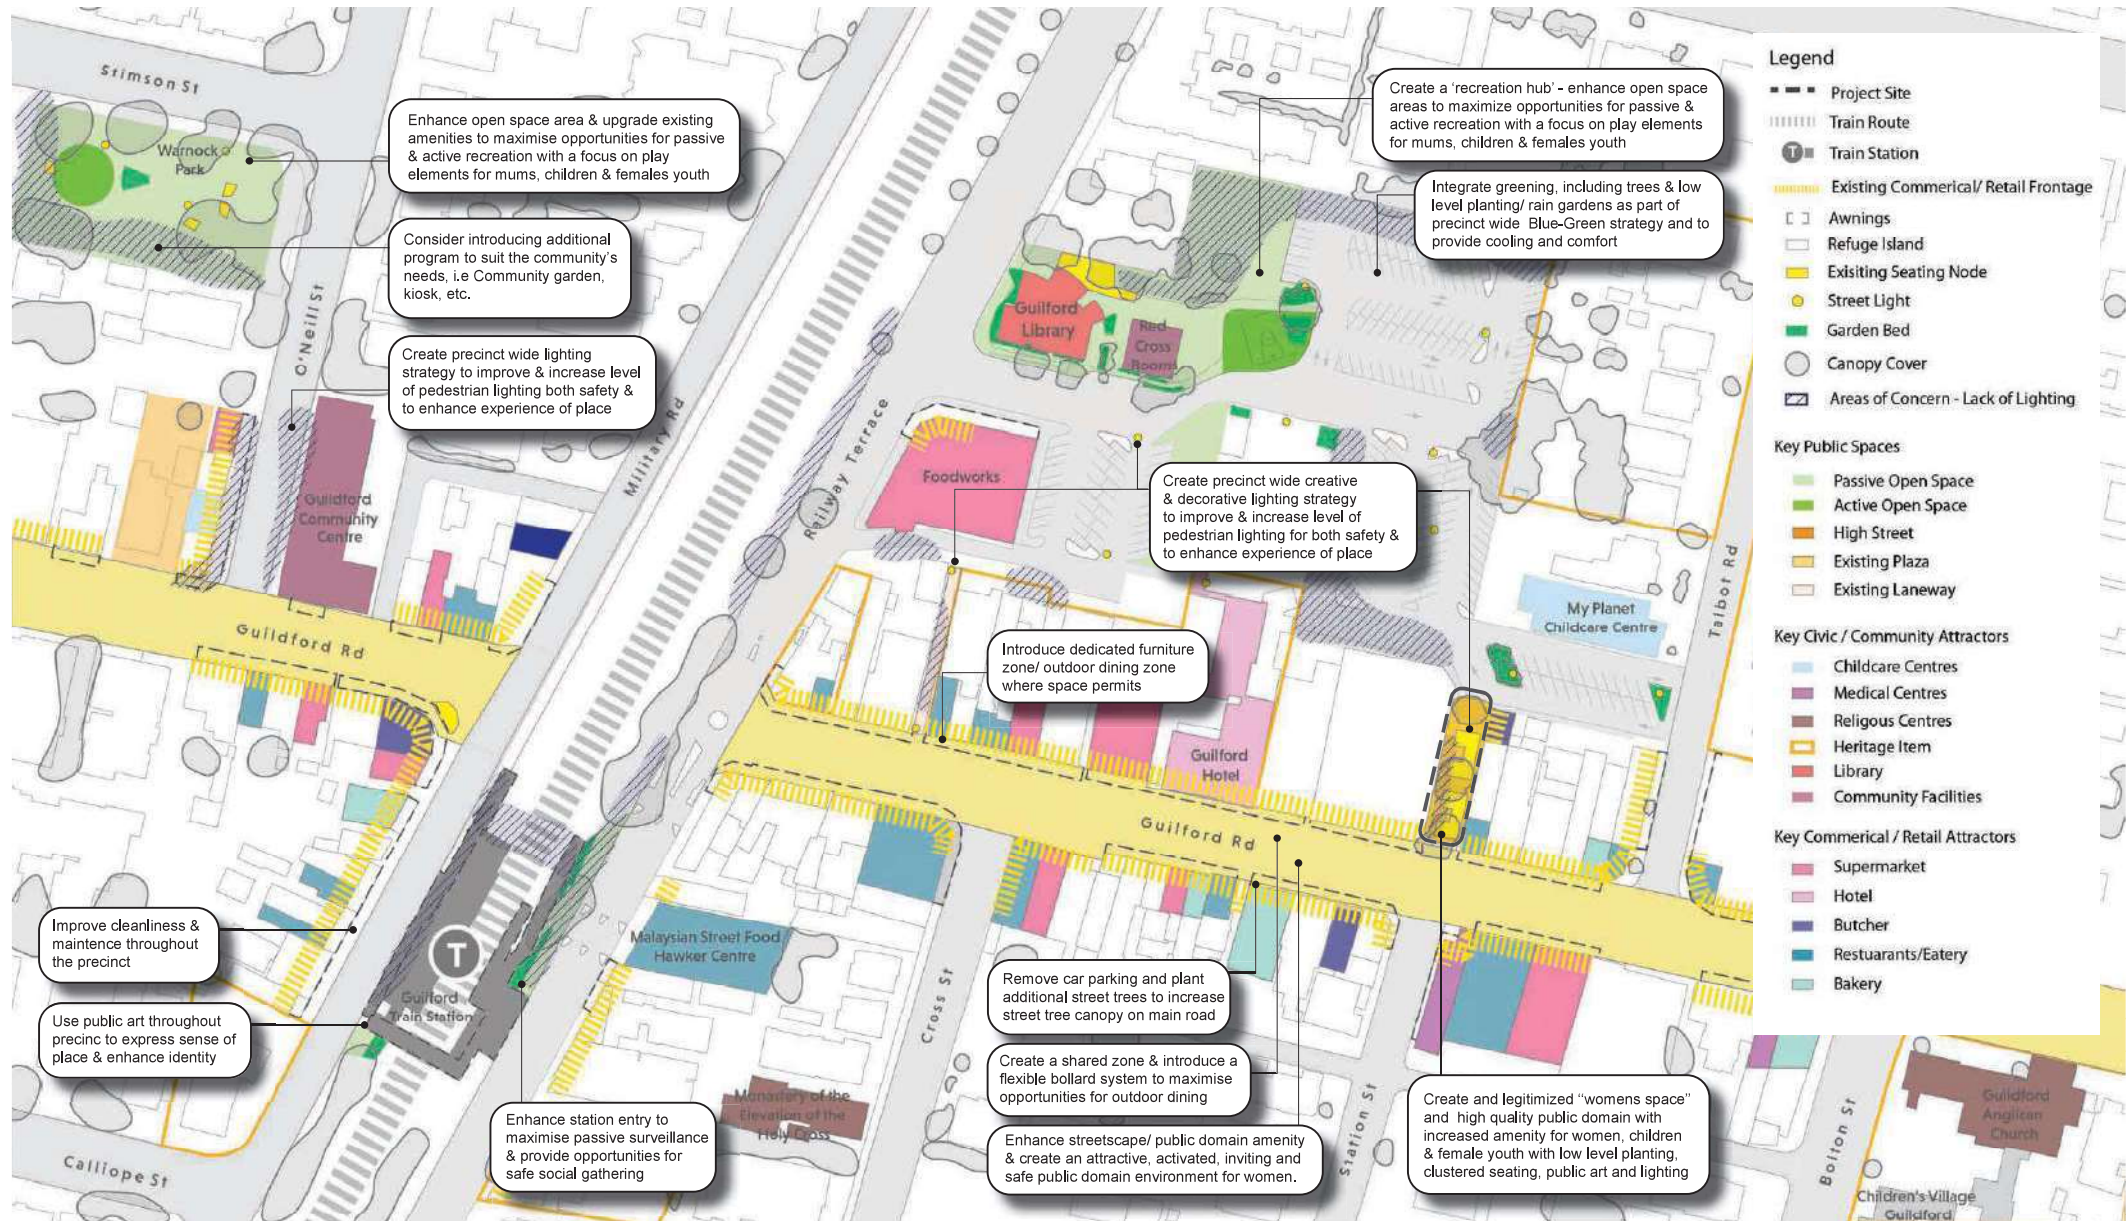 Stimson St
Warnock
Park
Enhance open space area & upgrade existing
amenities to maximise opportunities for passive
& active recreation with a focus on play
elements for mums, children & females youth
Consider introducing additional
program to suit the community's
needs, i.e Community garden,
kiosk, etc.
Create precinct wide lighting
strategy to improve & increase level
of pedestrian lighting both safety &
to enhance experience of place
O'Neill St
Military Rd
Railway Terrace
Guildford
Community
Centre
Guildford Rd
Create a 'recreation hub' - enhance open space
areas to maximize opportunities for passive &
active recreation with a focus on play elements
for mums, children & females youth
Integrate greening, including trees & low
level planting/ rain gardens as part of
precinct wide Blue-Green strategy and to
provide cooling and comfort
Guilford
Library
Red
Cross
Rooms
Foodworks
Create precinct wide creative
& decorative lighting strategy
to improve & increase level of
pedestrian lighting for both safety &
to enhance experience of place
My Planet
Childcare Centre
Talbot Rd
Introduce dedicated furniture
zone/ outdoor dining zone
where space permits
Guilford
Hotel
Guilford Rd
Improve cleanliness &
maintence throughout
the precinct
Use public art throughout
precinc to express sense of
place & enhance identity
T
Guilford
Train Station
Malaysian Street Food
Hawker Centre
Cross St
Monastery of the
Elevation of the
Holy Cross
Enhance station entry to
maximise passive surveillance
& provide opportunities for
safe social gathering
Calliope St
Remove car parking and plant
additional street trees to increase
street tree canopy on main road
Create a shared zone & introduce a
flexible bollard system to maximise
opportunities for outdoor dining
Enhance streetscape/ public domain amenity
& create an attractive, activated, inviting and
safe public domain environment for women.
Station St
Create and legitimized "womens space"
and high quality public domain with
increased amenity for women, children
& female youth with low level planting,
clustered seating, public art and lighting
Bolton St
Guildford
Anglican
Church
Children's Village
Guildford
Legend
Project Site
Train Route
T Train Station
Existing Commerical/ Retail Frontage
Awnings
Refuge Island
Exisiting Seating Node
Street Light
Garden Bed
Canopy Cover
Areas of Concern - Lack of Lighting
Key Public Spaces
Passive Open Space
Active Open Space
High Street
Existing Plaza
Existing Laneway
Key Civic / Community Attractors
Childcare Centres
Medical Centres
Religous Centres
Heritage Item
Library
Community Facilities
Key Commerical / Retail Attractors
Supermarket
Hotel
Butcher
Restuarants/Eatery
Bakery